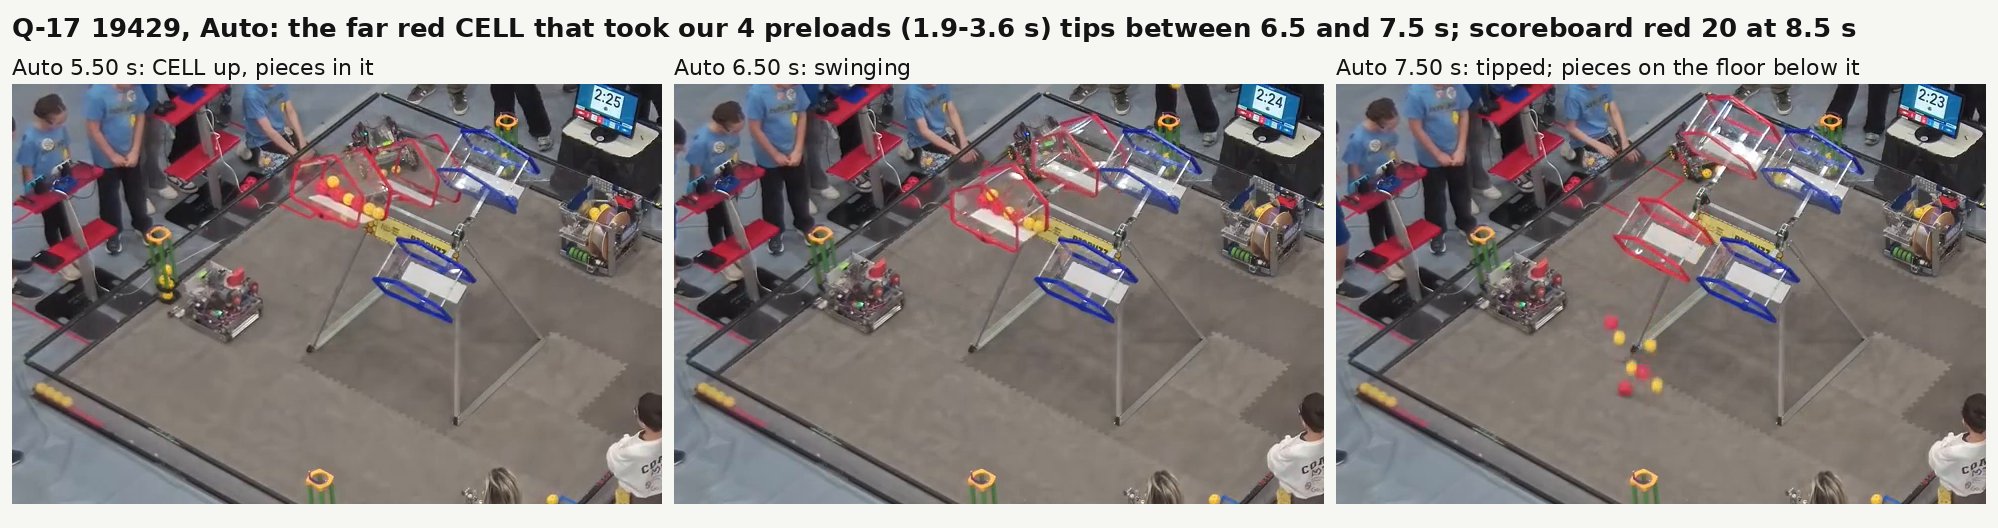 Q-17 19429, Auto: the far red CELL that took our 4 preloads (1.9-3.6 s) tips between 6.5 and 7.5 s; scoreboard red 20 at 8.5 s
Auto 5.50 s: CELL up, pieces in it
Auto 6.50 s: swinging
Auto 7.50 s: tipped; pieces on the floor below it
2:25
2:24
2:23